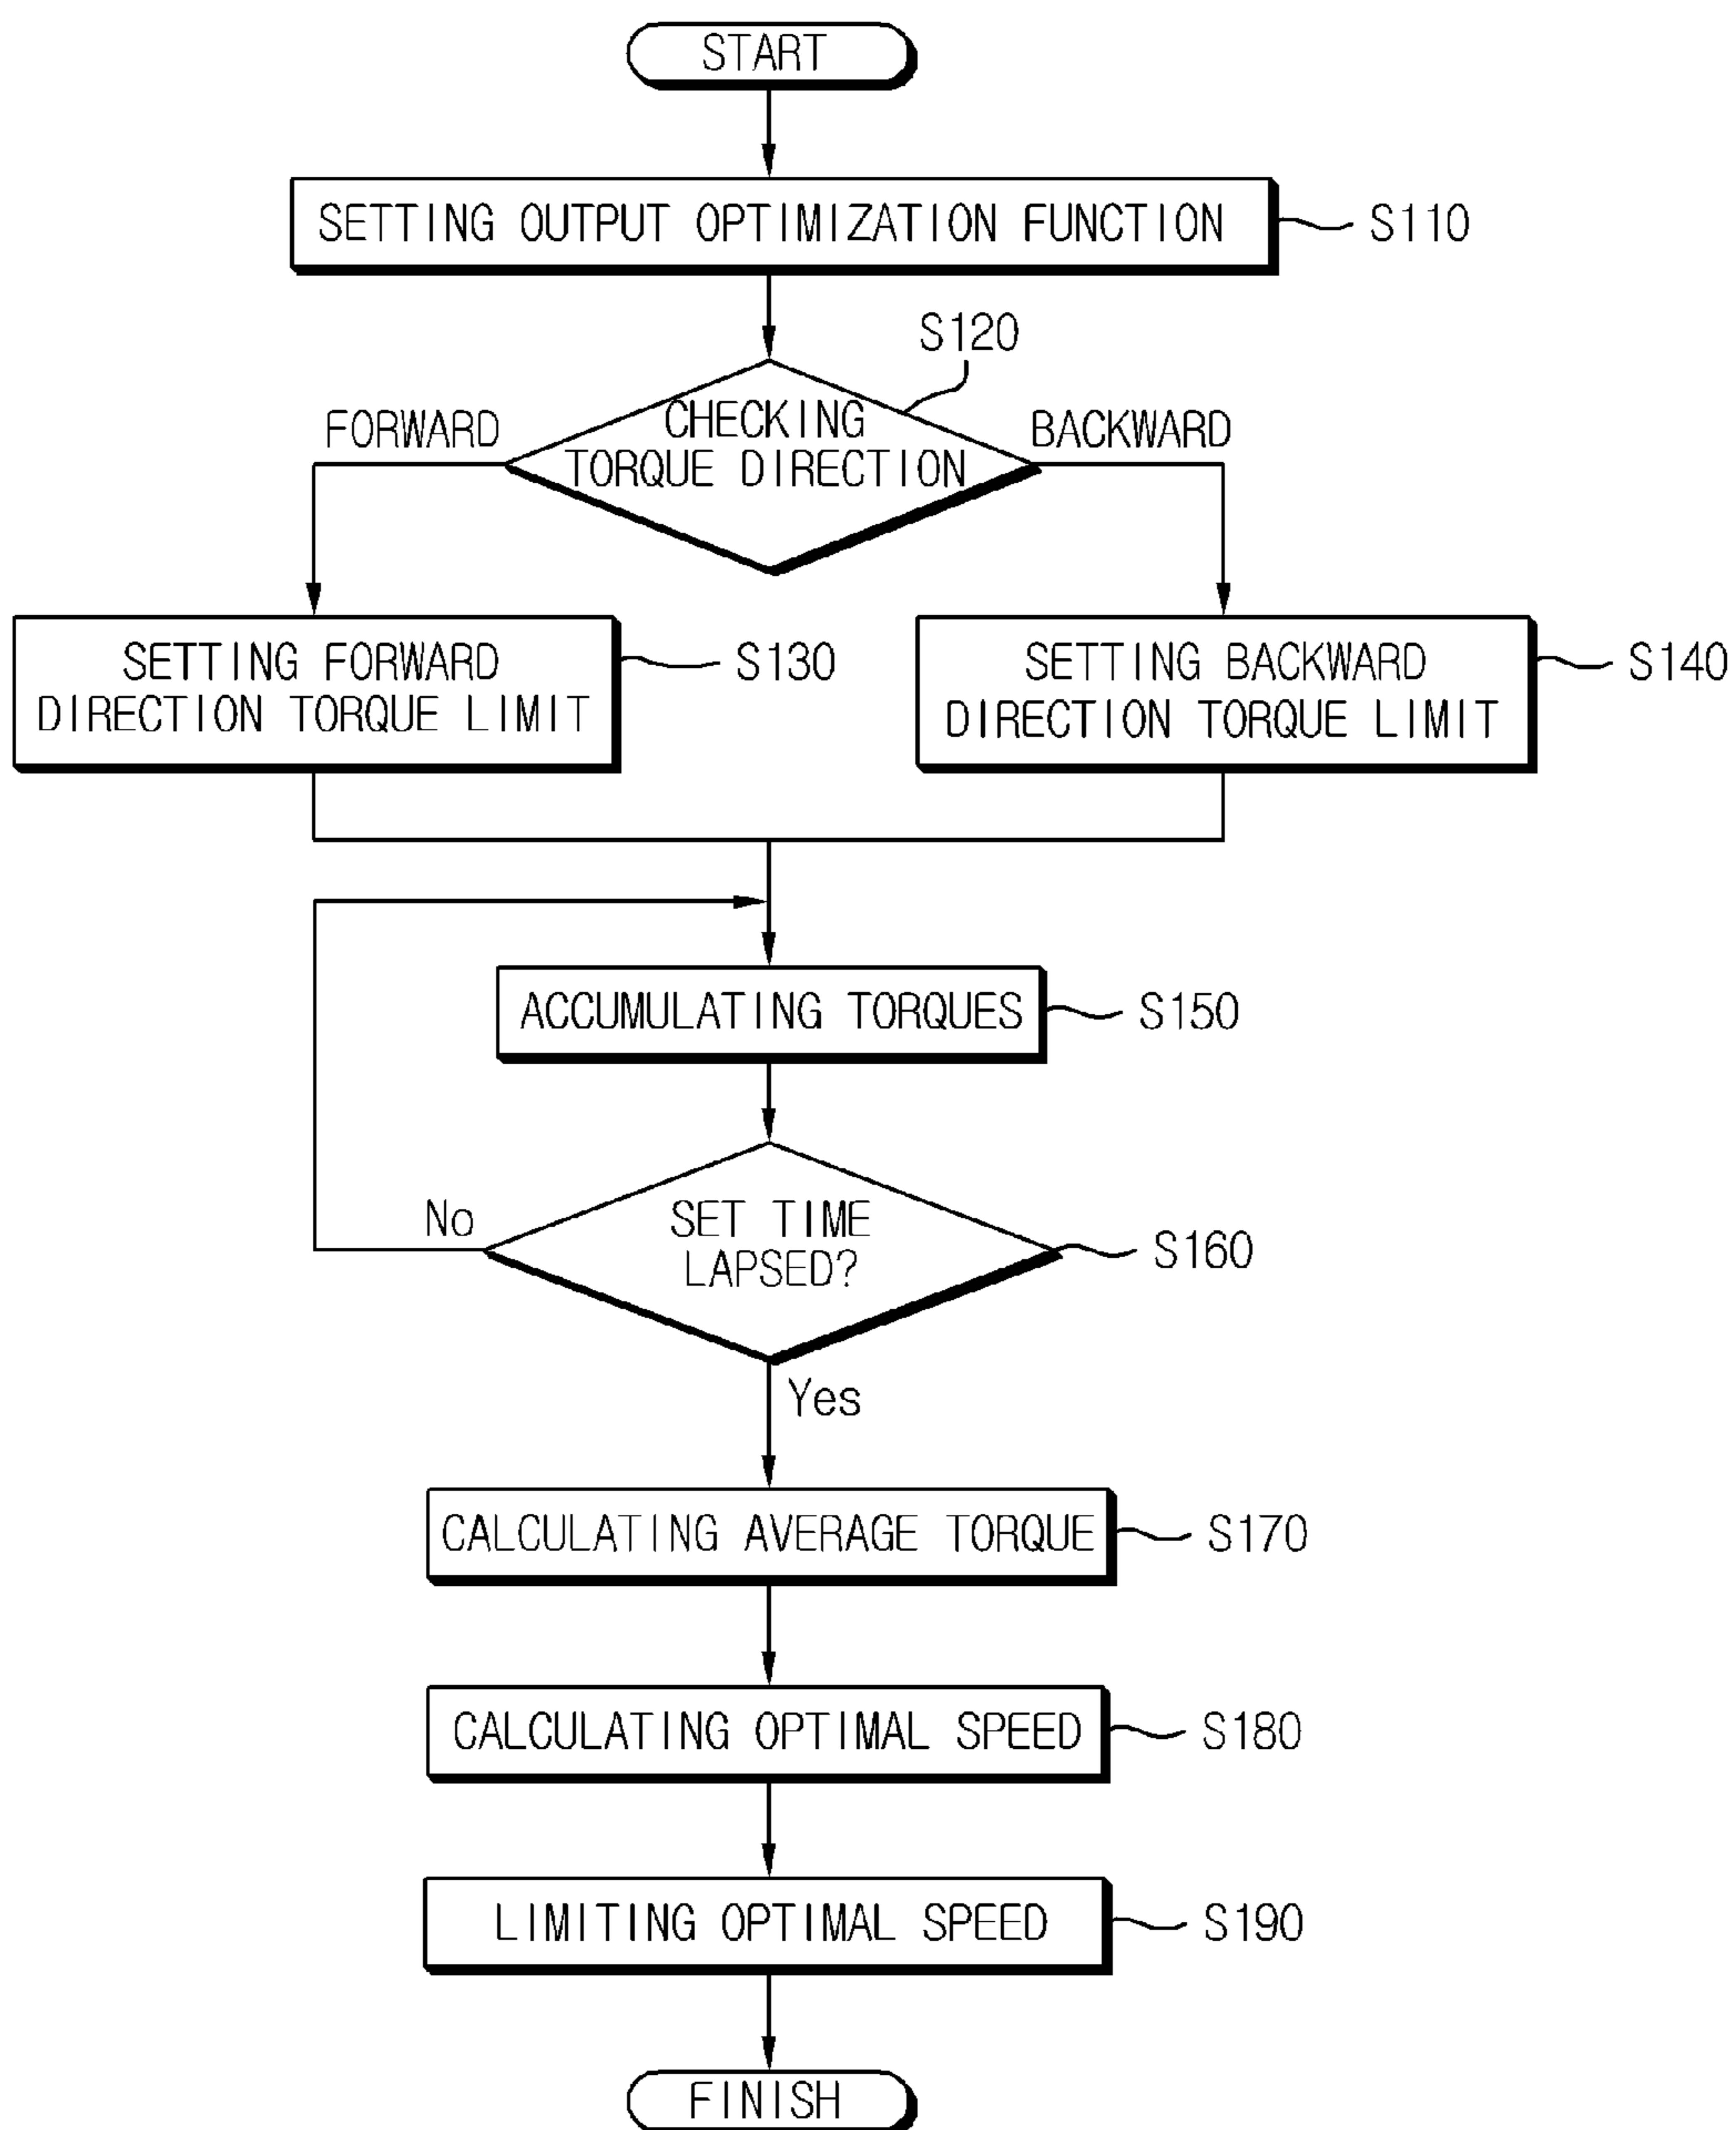 START
SETTING OUTPUT OPTIMIZATION FUNCTION
S110
S120
CHECKING
TORQUE DIRECTION
FORWARD
BACKWARD
SETTING FORWARD
DIRECTION TORQUE LIMIT
S130
SETTING BACKWARD
DIRECTION TORQUE LIMIT
S140
ACCUMULATING TORQUES
S150
SET TIME
LAPSED?
No
S160
Yes
CALCULATING AVERAGE TORQUE
S170
CALCULATING OPTIMAL SPEED
S180
LIMITING OPTIMAL SPEED
S190
FINISH